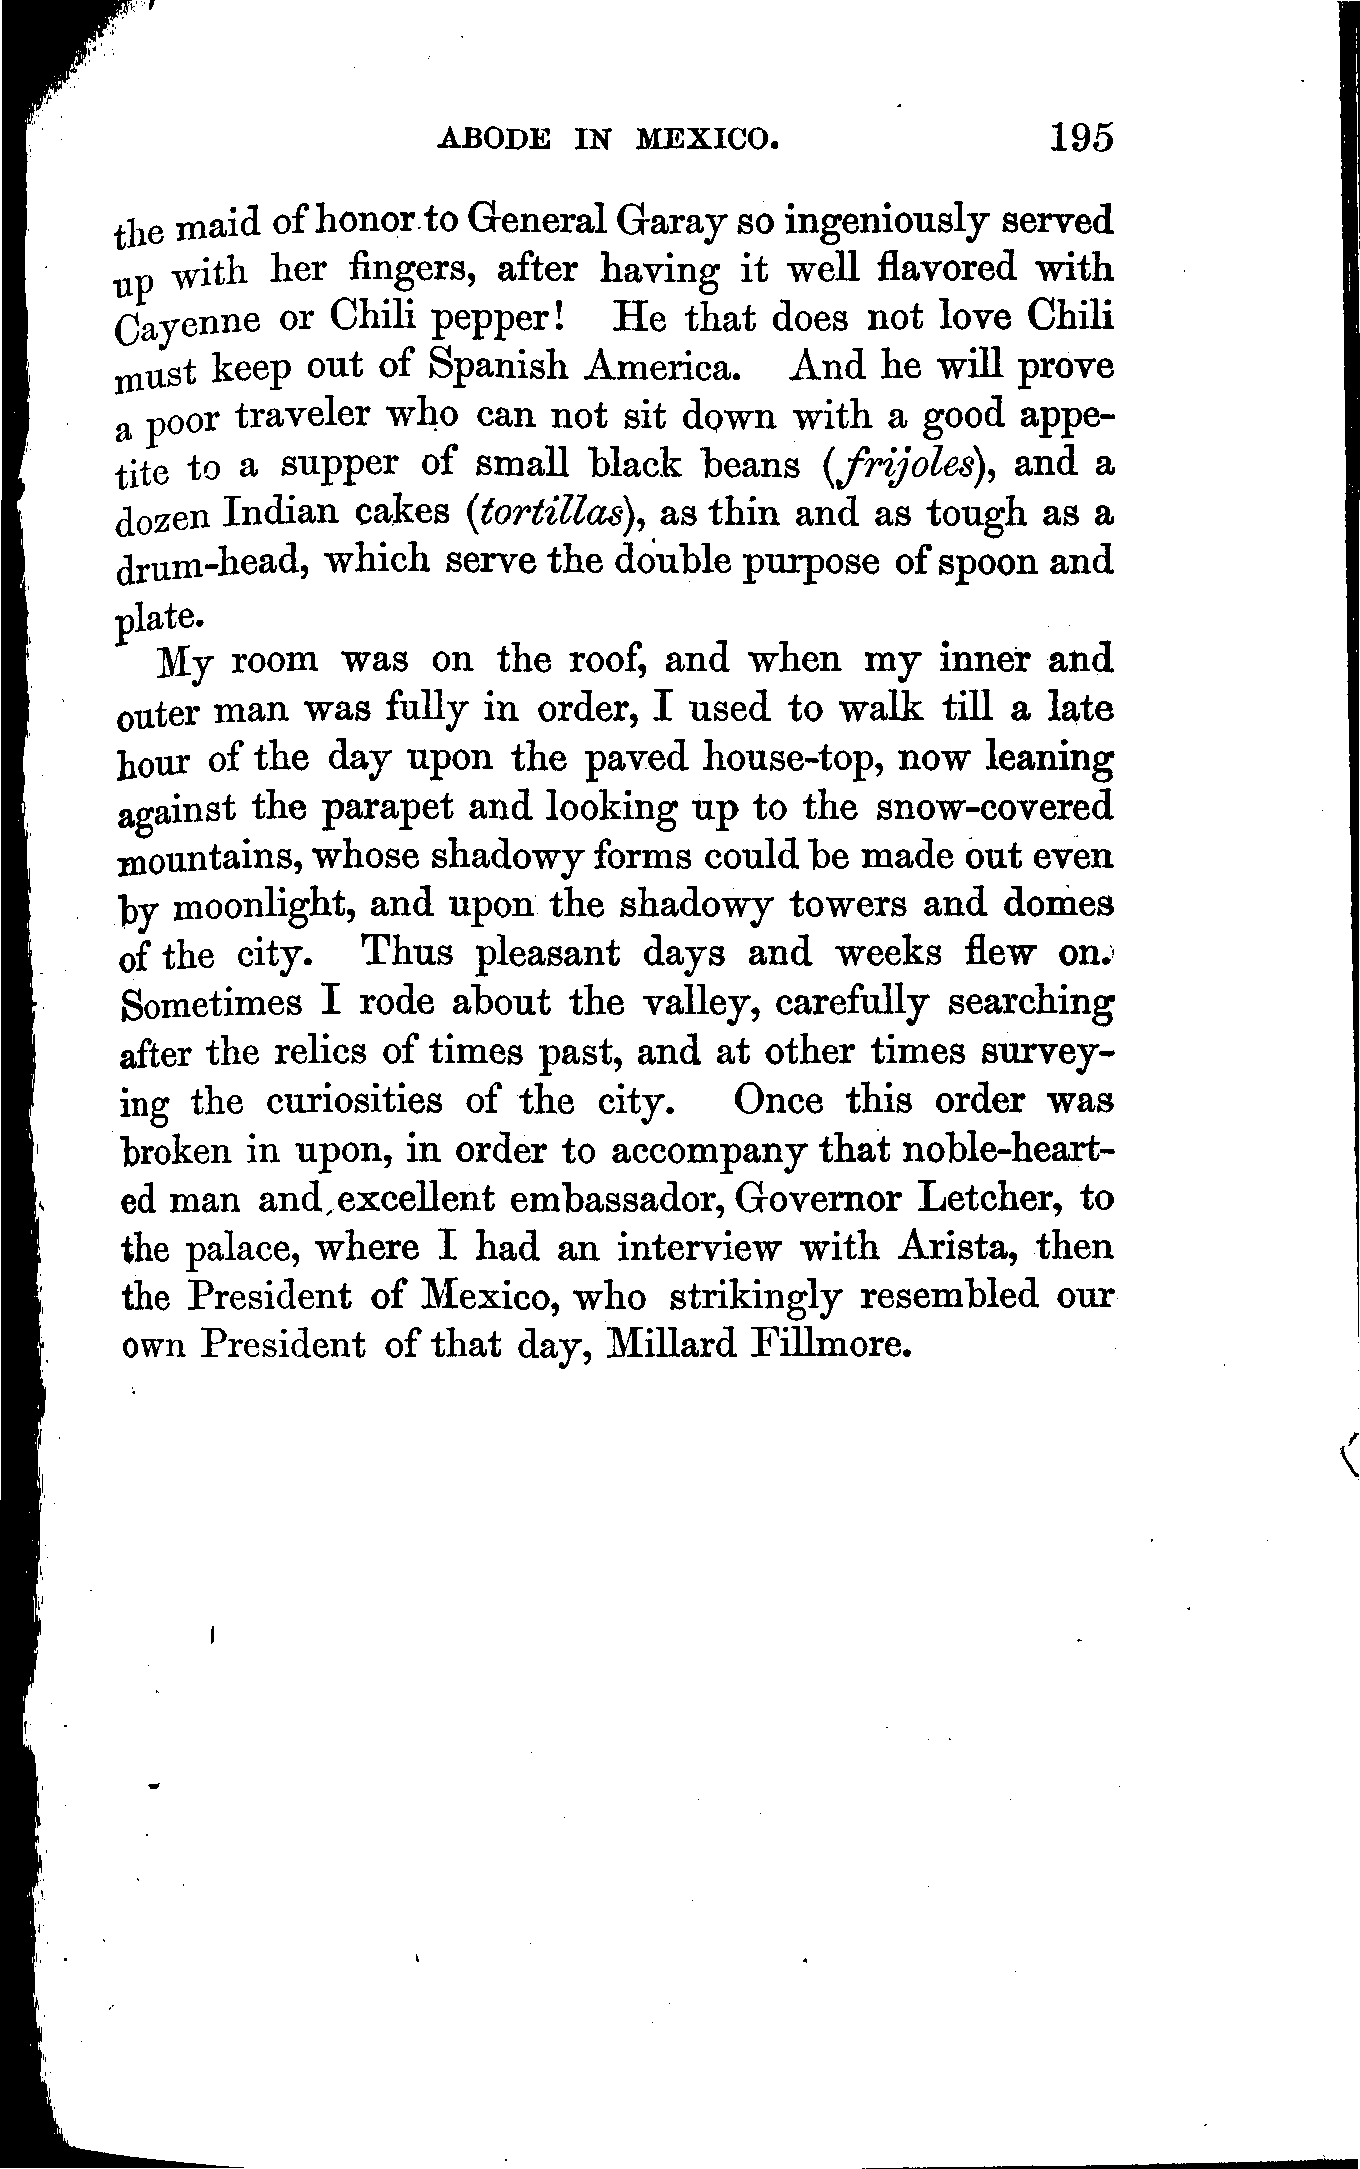 ABODE IN MEXICO. 195
the maid of honor to General Garay so ingeniously served
up with her fingers, after having it well flavored with
Cayenne or Chili pepper! He that does not love Chili
must keep out of Spanish America. And he will prove
a poor traveler who can not sit down with a good appe-
tite to a supper of small black beans (frijoles), and a
dozen Indian cakes (tortillas), as thin and as tough as a
drum-head, which serve the double purpose of spoon and
plate.
My room was on the roof, and when my inner and
outer man was fully in order, I used to walk till a late
hour of the day upon the paved house-top, now leaning
against the parapet and looking up to the snow-covered
mountains, whose shadowy forms could be made out even
by moonlight, and upon the shadowy towers and domes
of the city. Thus pleasant days and weeks flew on.
Sometimes I rode about the valley, carefully searching
after the relics of times past, and at other times survey-
ing the curiosities of the city. Once this order was
broken in upon, in order to accompany that noble-heart-
ed man and excellent embassador, Governor Letcher, to
the palace, where I had an interview with Arista, then
the President of Mexico, who strikingly resembled our
own President of that day, Millard Fillmore.